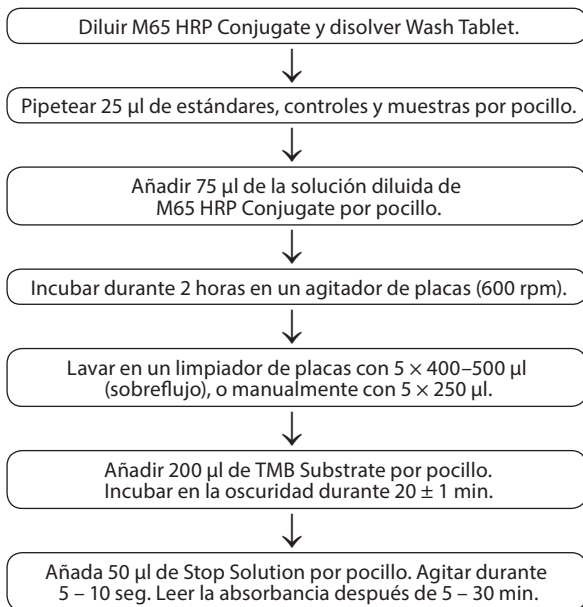 Diluir M65 HRP Conjugate y disolver Wash Tablet.
Pipetear 25 µl de estándares, controles y muestras por pocillo.
Añadir 75 µl de la solución diluida de
M65 HRP Conjugate por pocillo.
Incubar durante 2 horas en un agitador de placas (600 rpm).
Lavar en un limpiador de placas con 5 × 400–500 µl
(sobreflujo), o manualmente con 5 × 250 µl.
Añadir 200 µl de TMB Substrate por pocillo.
Incubar en la oscuridad durante 20 ± 1 min.
Añada 50 µl de Stop Solution por pocillo. Agitar durante
5 – 10 seg. Leer la absorbancia después de 5 – 30 min.